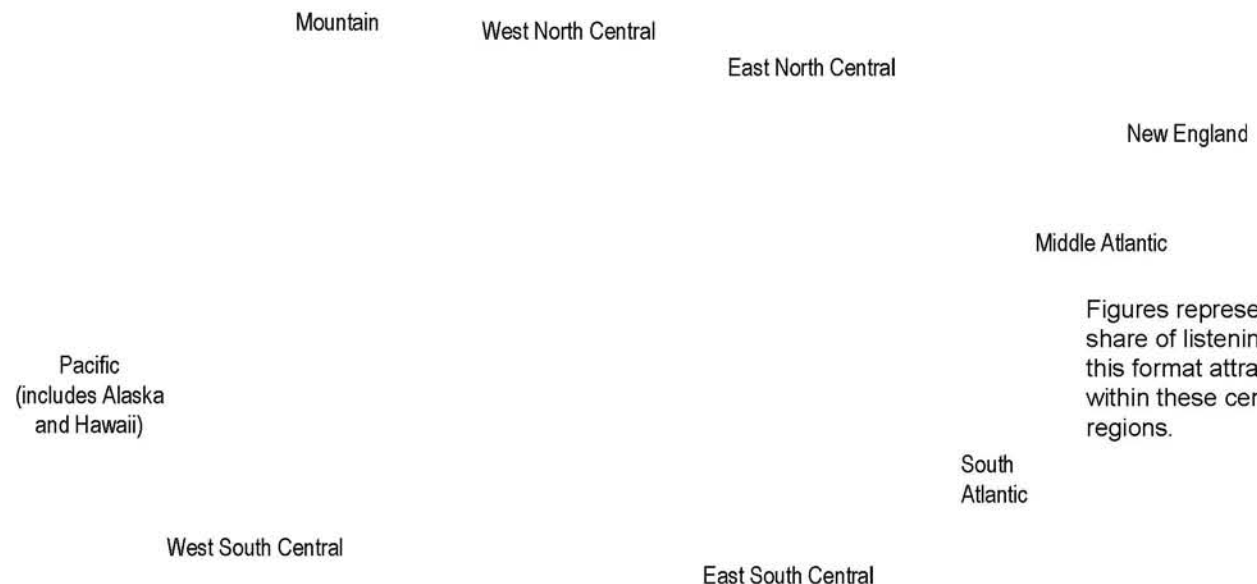 Mountain
West North Central
East North Central
New England
Middle Atlantic
Figures represe
share of listenin
this format attra
within these cer
regions.
Pacific
(includes Alaska
and Hawaii)
South
Atlantic
West South Central
East South Central